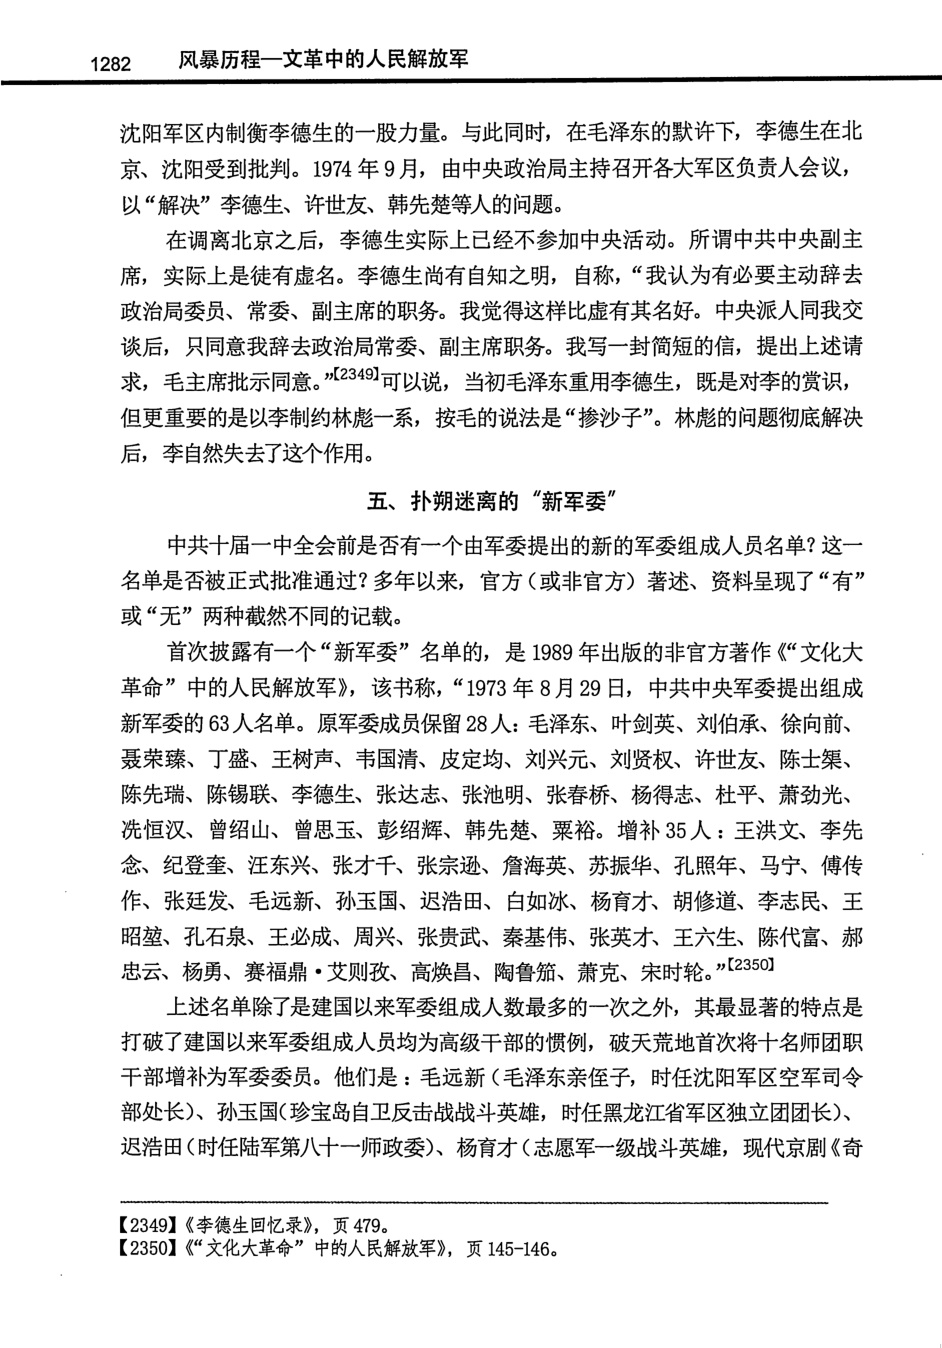 1282 风暴历程—文革中的人民解放军
沈阳军区内制衡李德生的一股力量。与此同时，在毛泽东的默许下，李德生在北
京、沈阳受到批判。1974 年 9 月，由中央政治局主持召开各大军区负责人会议，
以“解决”李德生、许世友、韩先楚等人的问题。
在调离北京之后，李德生实际上已经不参加中央活动。所谓中共中央副主
席，实际上是徒有虚名。李德生尚有自知之明，自称，“我认为有必要主动辞去
政治局委员、常委、副主席的职务。我觉得这样比虚有其名好。中央派人同我交
谈后，只同意我辞去政治局常委、副主席职务。我写一封简短的信，提出上述请
求，毛主席批示同意。”【2349】可以说，当初毛泽东重用李德生，既是对李的赏识，
但更重要的是以李制约林彪一系，按毛的说法是“掺沙子”。林彪的问题彻底解决
后，李自然失去了这个作用。
五、扑朔迷离的“新军委”
中共十届一中全会前是否有一个由军委提出的新的军委组成人员名单？这一
名单是否被正式批准通过？多年以来，官方（或非官方）著述、资料呈现了“有”
或“无”两种截然不同的记载。
首次披露有一个“新军委”名单的，是 1989 年出版的非官方著作《“文化大
革命”中的人民解放军》，该书称，“1973 年 8 月 29 日，中共中央军委提出组成
新军委的 63 人名单。原军委成员保留 28 人：毛泽东、叶剑英、刘伯承、徐向前、
聂荣臻、丁盛、王树声、韦国清、皮定均、刘兴元、刘贤权、许世友、陈士榘、
陈先瑞、陈锡联、李德生、张达志、张池明、张春桥、杨得志、杜平、萧劲光、
冼恒汉、曾绍山、曾思玉、彭绍辉、韩先楚、粟裕。增补 35 人：王洪文、李先
念、纪登奎、汪东兴、张才千、张宗逊、詹海英、苏振华、孔照年、马宁、傅传
作、张廷发、毛远新、孙玉国、迟浩田、白如冰、杨育才、胡修道、李志民、王
昭堃、孔石泉、王必成、周兴、张贵武、秦基伟、张英才、王六生、陈代富、郝
忠云、杨勇、赛福鼎·艾则孜、高焕昌、陶鲁笳、萧克、宋时轮。”【2350】
上述名单除了是建国以来军委组成人数最多的一次之外，其最显著的特点是
打破了建国以来军委组成人员均为高级干部的惯例，破天荒地首次将十名师团职
干部增补为军委委员。他们是：毛远新（毛泽东亲侄子，时任沈阳军区空军司令
部处长）、孙玉国（珍宝岛自卫反击战战斗英雄，时任黑龙江省军区独立团团长）、
迟浩田（时任陆军第八十一师政委）、杨育才（志愿军一级战斗英雄，现代京剧《奇
【2349】《李德生回忆录》，页 479。
【2350】《“文化大革命”中的人民解放军》，页 145-146。